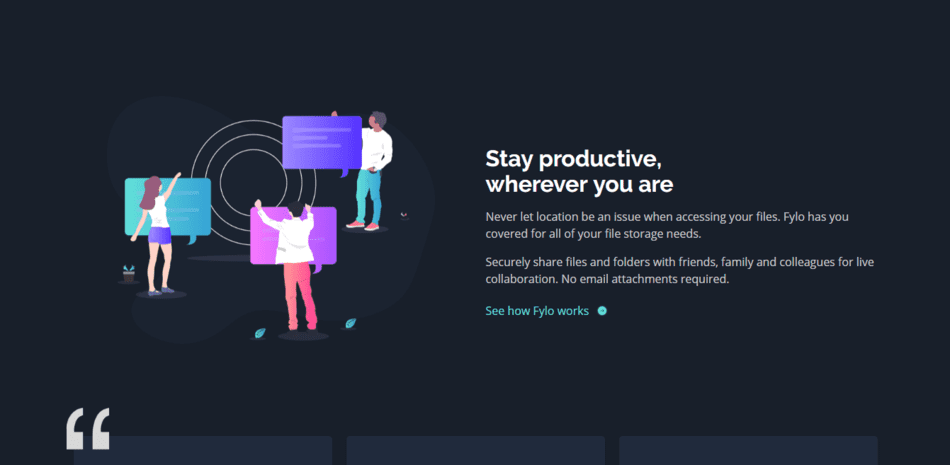 Stay productive,
wherever you are
Never let location be an issue when accessing your files. Fylo has you
covered for all of your file storage needs.
Securely share files and folders with friends, family and colleagues for live
collaboration. No email attachments required.
See how Fylo works